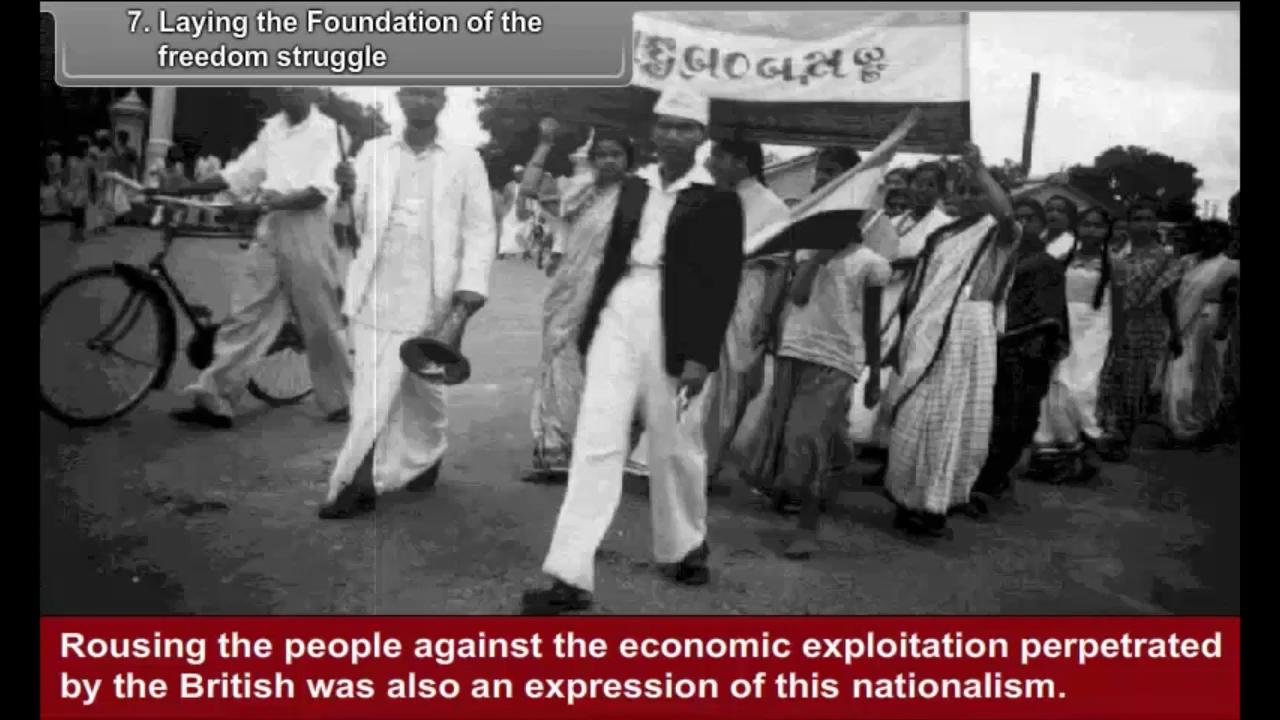 7. Laying the Foundation of the
freedom struggle
Rousing the people against the economic exploitation perpetrated
by the British was also an expression of this nationalism.